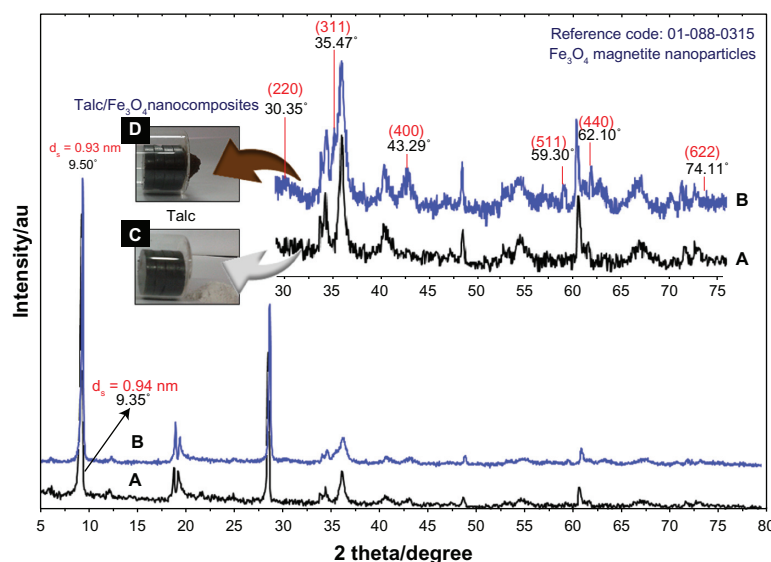 Reference code: 01-088-0315
Fe₃O₄ magnetite nanoparticles
(311)
35.47°
(220)
30.35°
(400)
43.29°
(511)
59.30°
(440)
62.10°
(622)
74.11°
Talc/Fe₃O₄ nanocomposites
D
dₛ = 0.93 nm
9.50°
Talc
C
B
A
30 35 40 45 50 55 60 65 70 75
Intensity/au
dₛ = 0.94 nm
9.35°
B
A
5 10 15 20 25 30 35 40 45 50 55 60 65 70 75 80
2 theta/degree